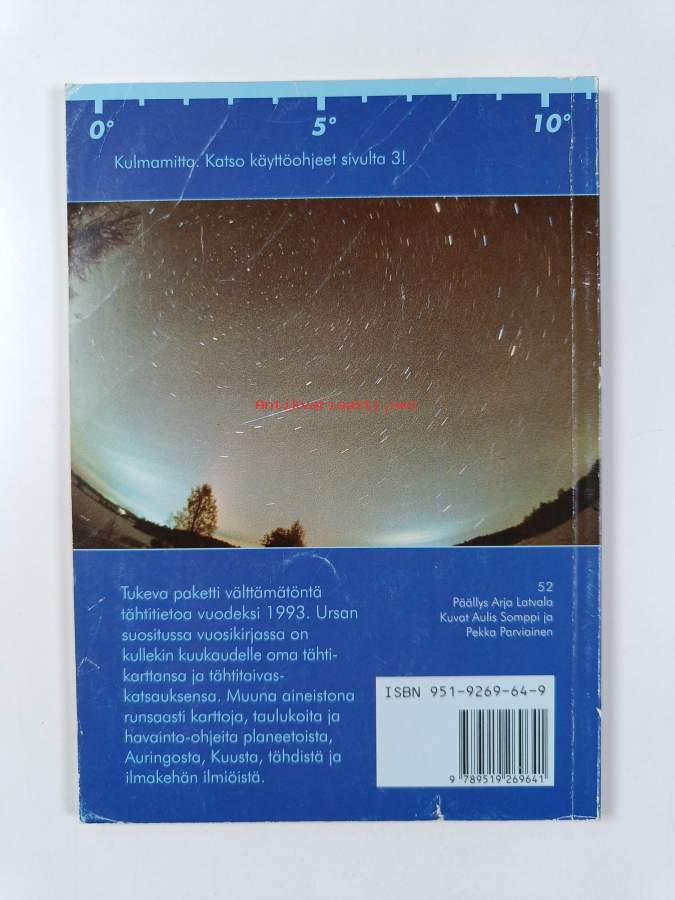 0° 5° 10°
Kulmamitta. Katso käyttöohjeet sivulta 3!
Antikvariaatti.net
Tukeva paketti välttämätöntä
tähtitietoa vuodeksi 1993. Ursan
suositussa vuosikirjassa on
kullekin kuukaudelle oma tähti-
karttansa ja tähtitaivas-
katsauksensa. Muuna aineistona
runsaasti karttoja, taulukoita ja
havainto-ohjeita planeetoista,
Auringosta, Kuusta, tähdistä ja
ilmakehän ilmiöistä.
52
Päällys Arja Latvala
Kuvat Aulis Somppi ja
Pekka Parviainen
ISBN 951-9269-64-9
9 789519 269641